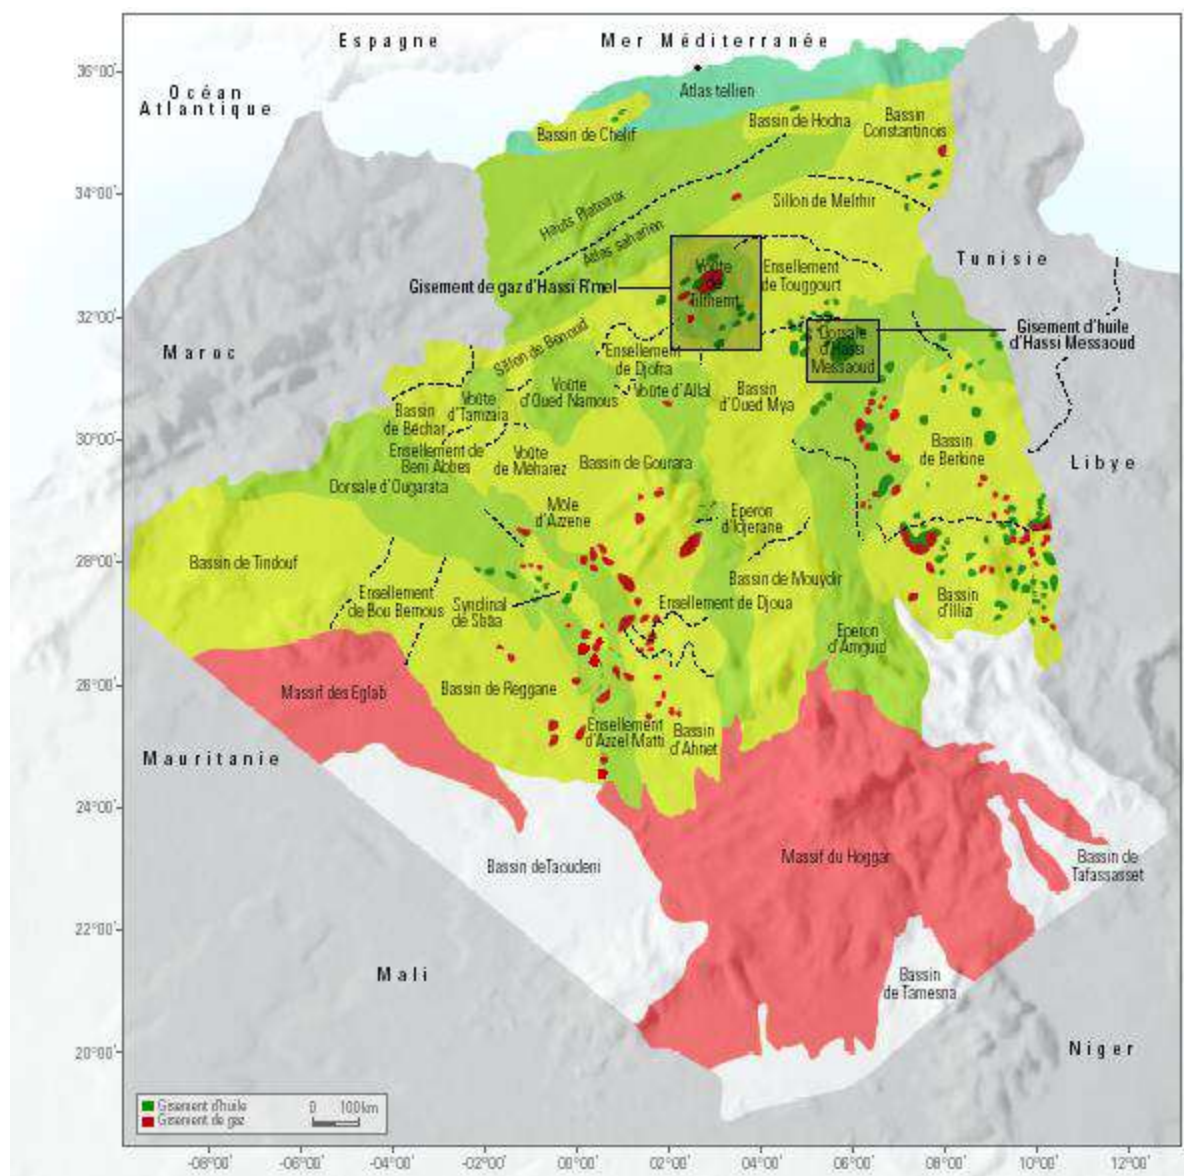 Espagne
Mer Méditerranée
36°00'
Océan
Atlantique
Atlas tellien
Bassin de Hodna
Bassin
Constantinois
Bassin de Chelif
34°00'
Hauts Plateaux
Atlas saharien
Sillon de Melrhir
Tunisie
Voûte
de
Tilrhemt
Ensellement
de Touggourt
Gisement de gaz d'Hassi R'mel
32°00'
Gisement d'huile
d'Hassi Messaoud
Maroc
Sillon de Benoud
Dorsale
d'Hassi
Messaoud
Ensellement
de Djofra
Voûte
d'Oued Namous
Voûte d'Allal
Bassin
d'Oued Mya
Voûte
d'Tamzaia
Bassin
de Béchar
30°00'
Ensellement de
Beni Abbes
Voûte
de Méharez
Bassin de Gourara
Bassin
de Berkine
Libye
Dorsale d'Ougarata
Môle
d'Azzene
Eperon
d'Idjerane
28°00'
Bassin de Tindouf
Ensellement
de Bou Bernous
Synclinal
de Sbâa
Bassin de Mouydir
Ensellement de Djoua
Bassin
d'Illizi
Eperon
d'Amguid
26°00'
Massif des Eglab
Bassin de Reggane
Ensellement
d'Azzel Matti
Bassin
d'Ahnet
Mauritanie
24°00'
Bassin deTaoudeni
Massif du Hoggar
Bassin de
Tafassasset
22°00'
Mali
Bassin
de Tamesna
20°00'
Niger
Gisement d'huile
Gisement de gaz
0 100km
-08°00' -06°00' -04°00' -02°00' 00°00' 02°00' 04°00' 06°00' 08°00' 10°00' 12°00'